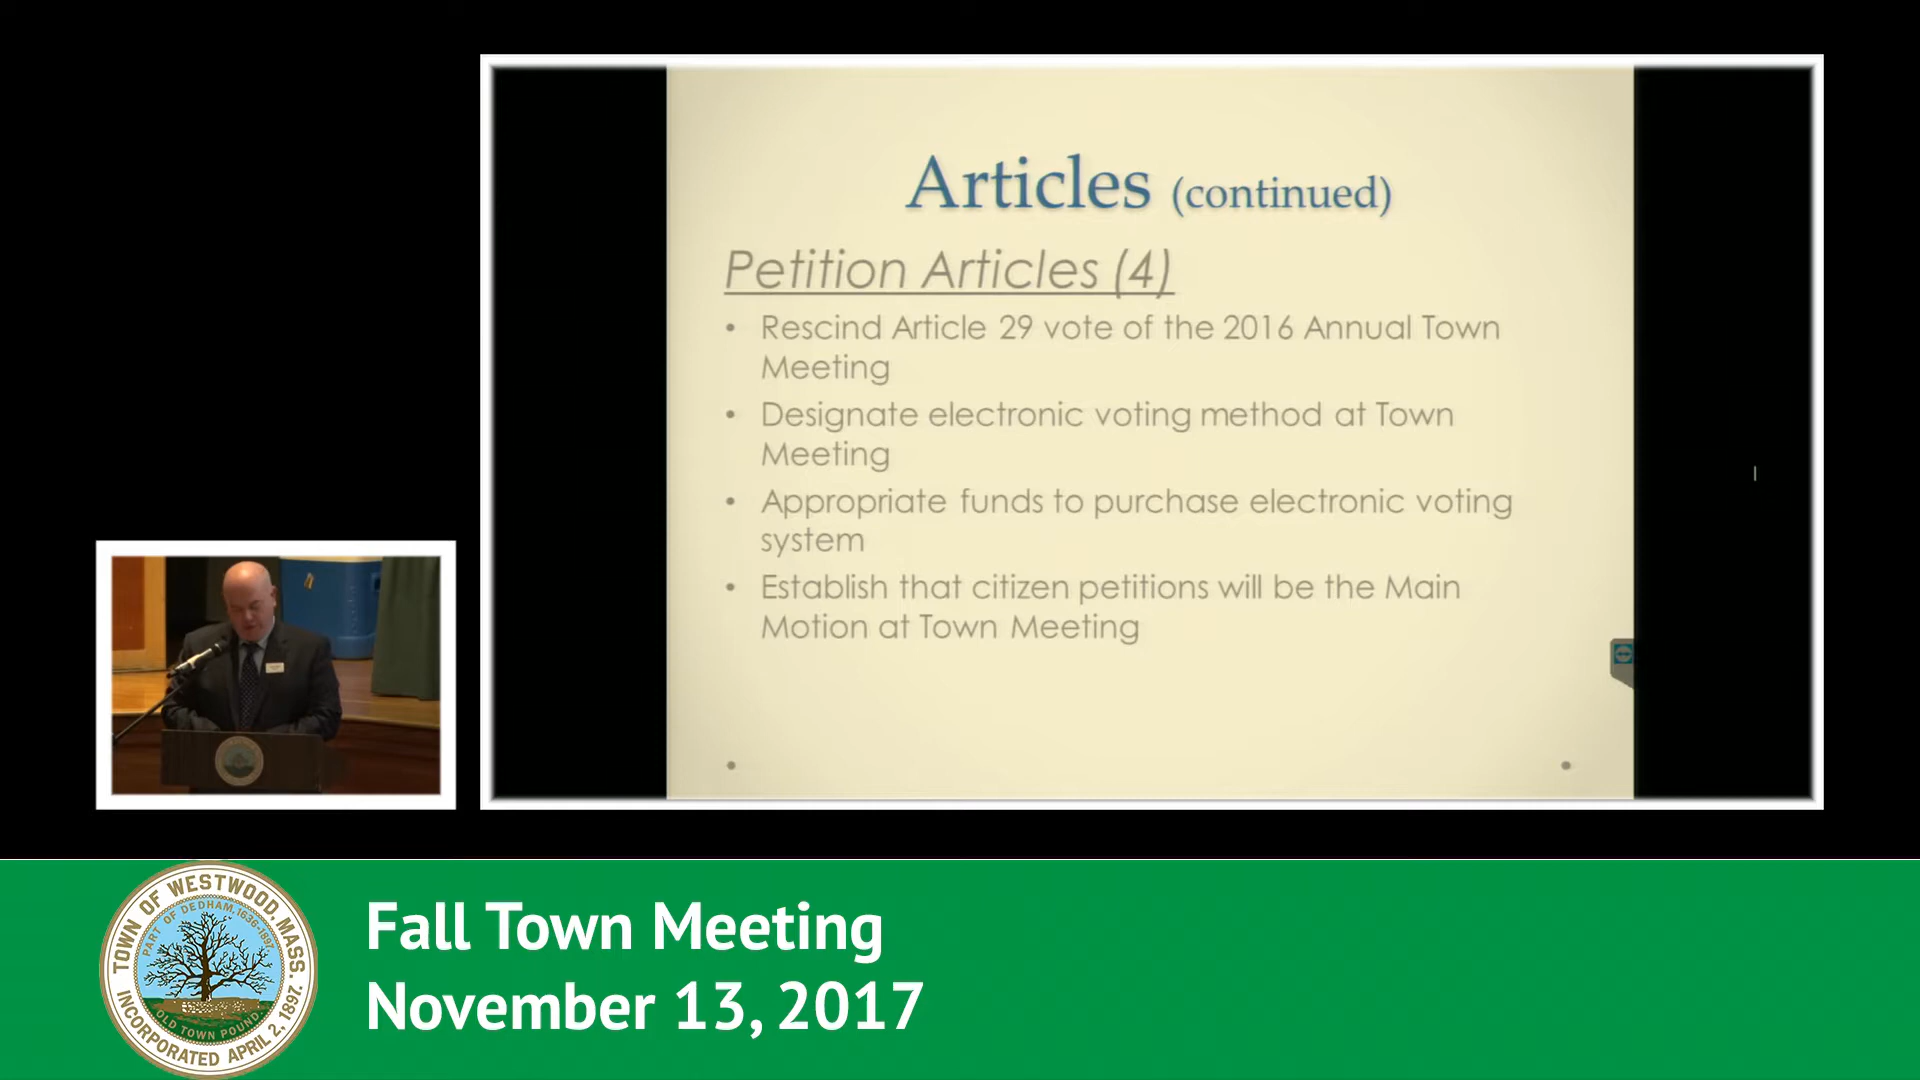 Articles (continued)
Petition Articles (4)
• Rescind Article 29 vote of the 2016 Annual Town
Meeting
• Designate electronic voting method at Town
Meeting
• Appropriate funds to purchase electronic voting
system
• Establish that citizen petitions will be the Main
Motion at Town Meeting
TOWN OF WESTWOOD, MASS.
PART OF DEDHAM, 1636-1897.
OLD TOWN POUND.
INCORPORATED APRIL 2, 1897.
Fall Town Meeting
November 13, 2017